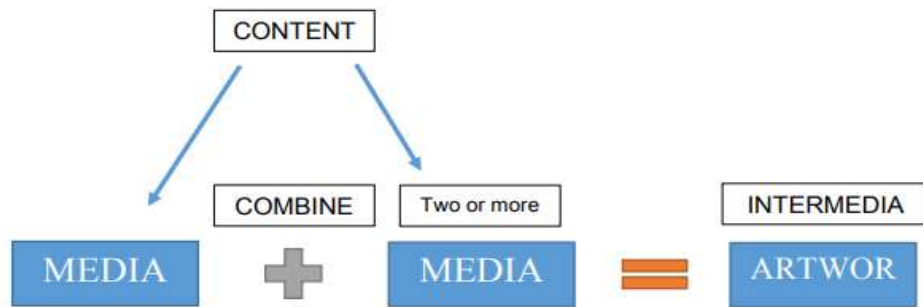 CONTENT
COMBINE
Two or more
INTERMEDIA
MEDIA
MEDIA
ARTWOR